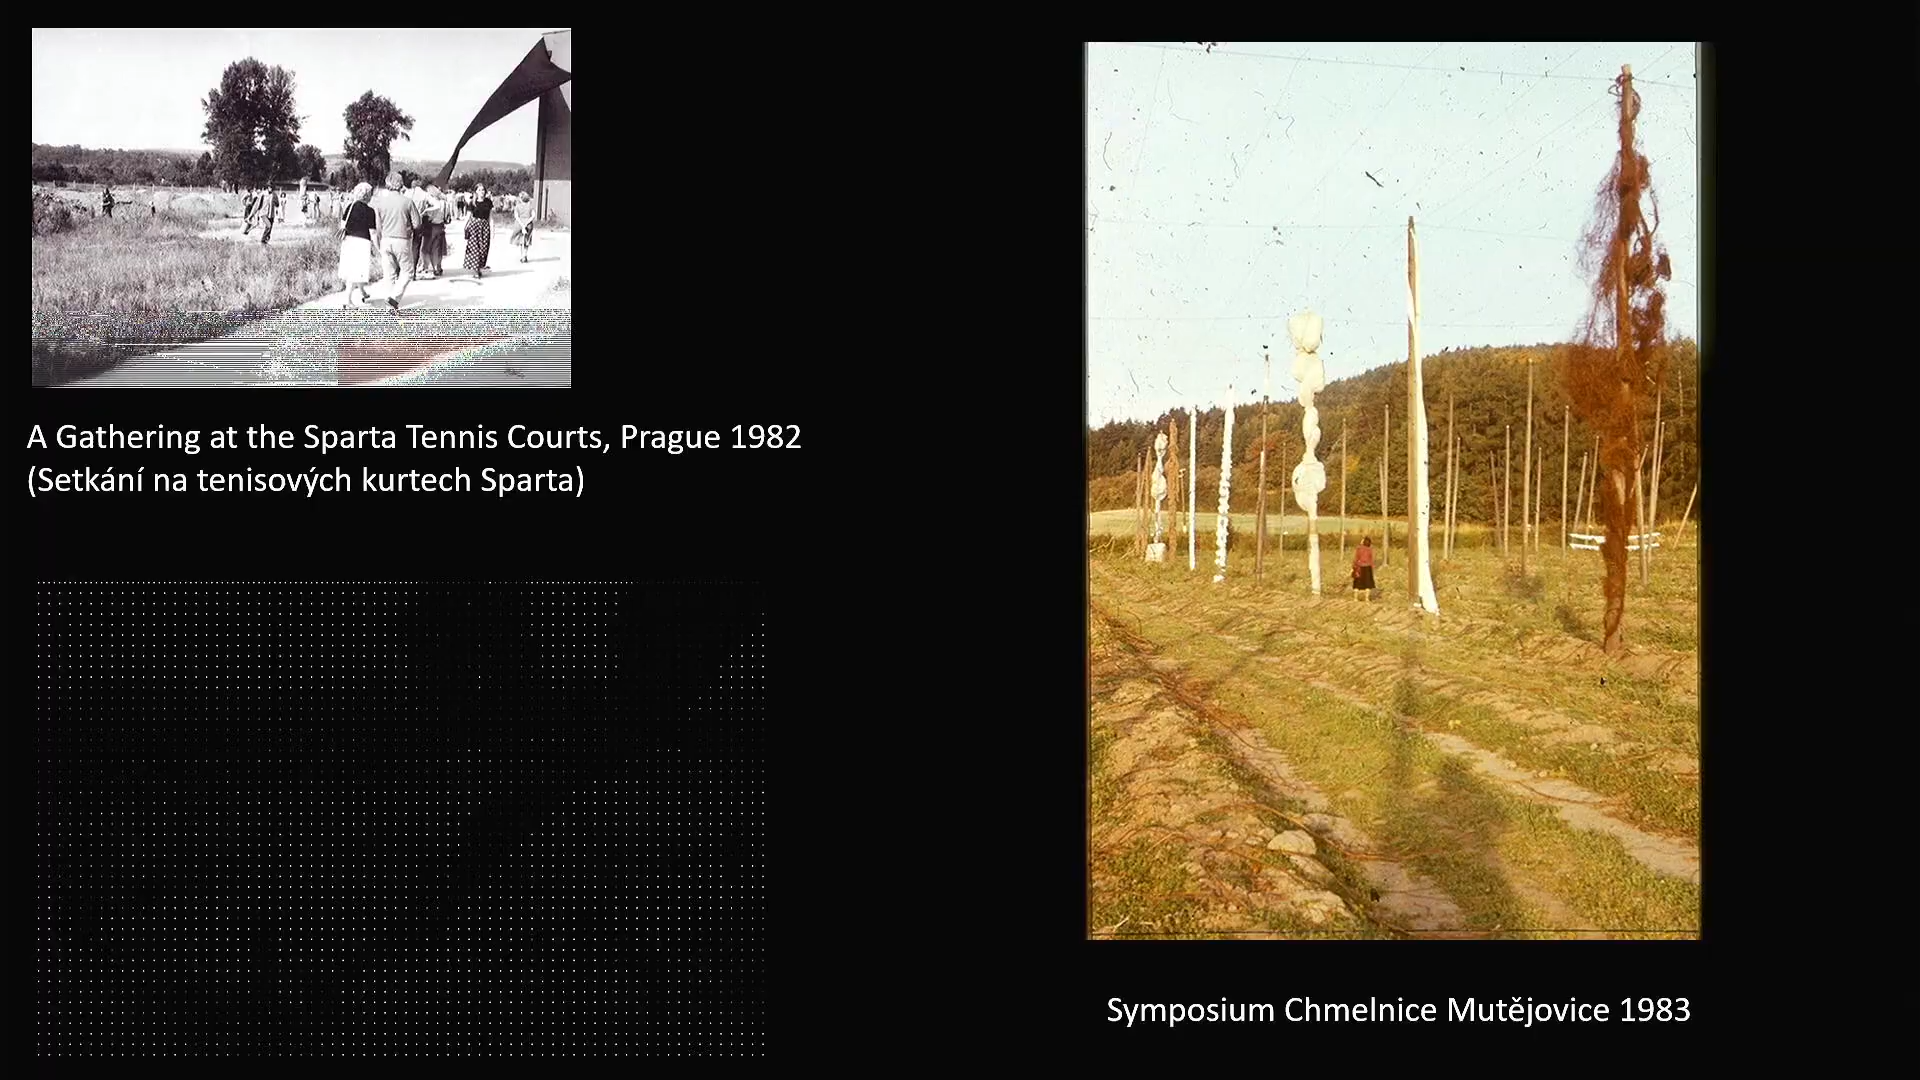 A Gathering at the Sparta Tennis Courts, Prague 1982
(Setkání na tenisových kurtech Sparta)
Symposium Chmelnice Mutějovice 1983